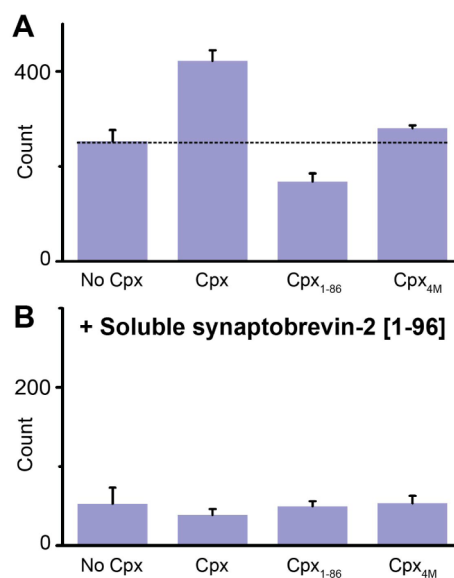 A
400
Count
0
No Cpx Cpx Cpx1-86 Cpx4M
B + Soluble synaptobrevin-2 [1-96]
200
Count
0
No Cpx Cpx Cpx1-86 Cpx4M